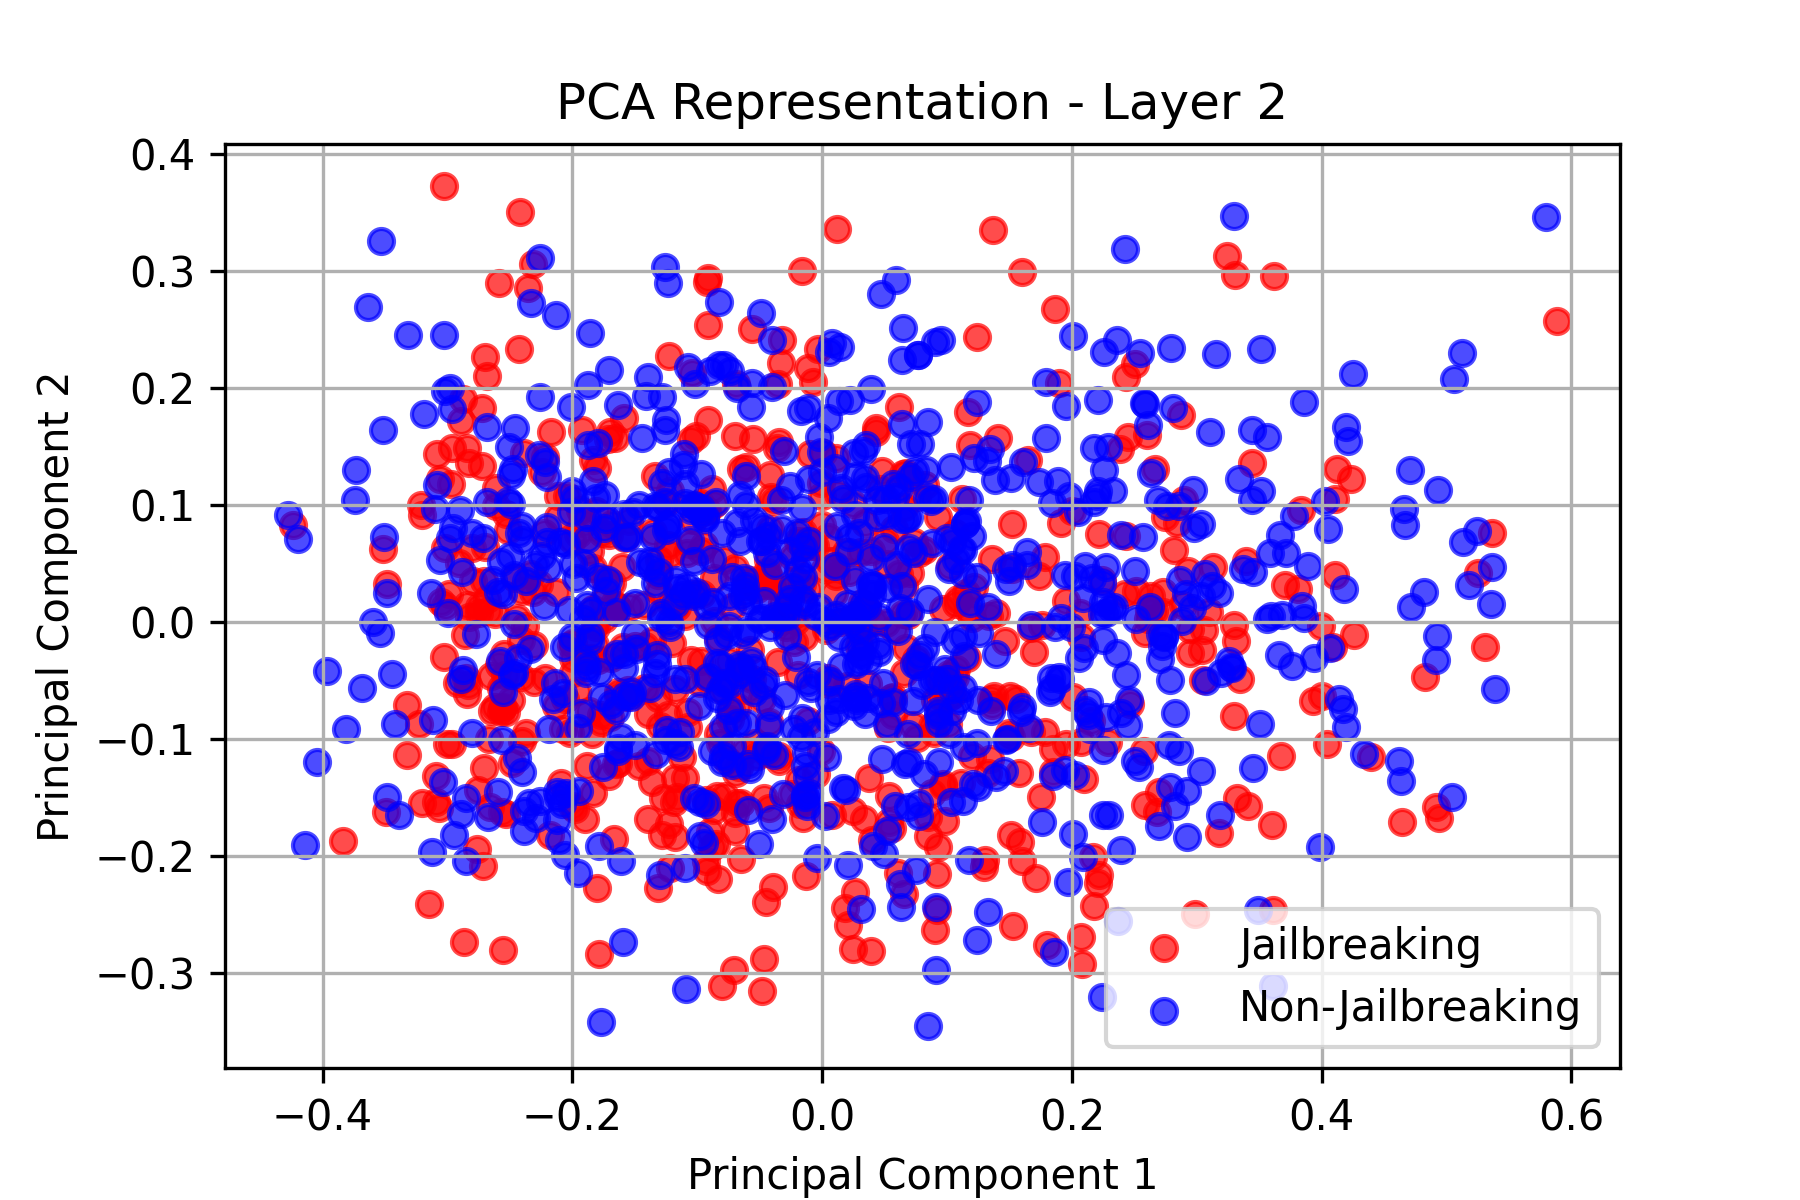 PCA Representation - Layer 2
0.4
0.3
0.2
0.1
0.0
−0.1
−0.2
−0.3
Principal Component 2
Jailbreaking
Non-Jailbreaking
−0.4
−0.2
0.0
0.2
0.4
0.6
Principal Component 1